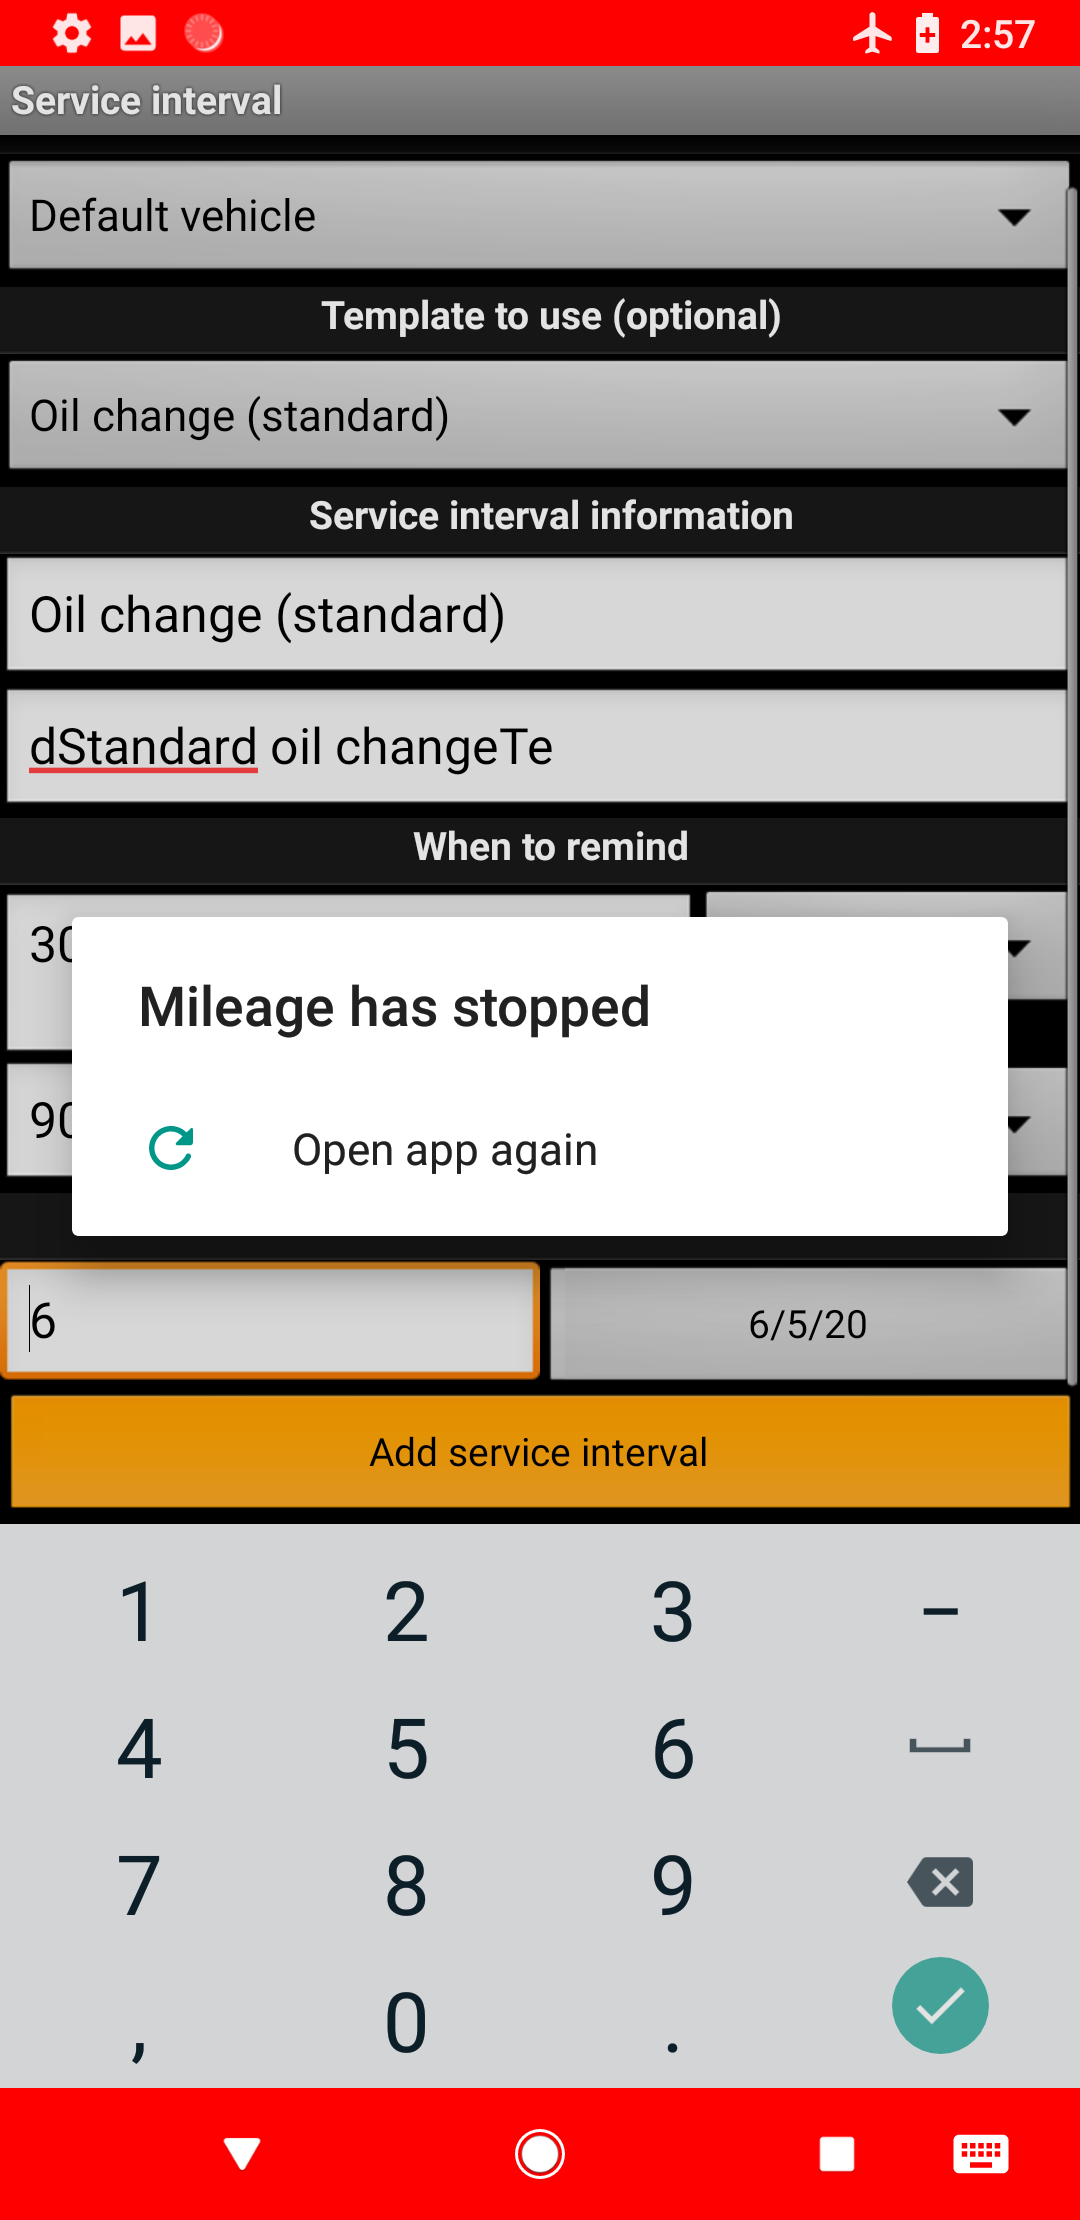 2:57
Service interval
Default vehicle
Template to use (optional)
Oil change (standard)
Service interval information
Oil change (standard)
dStandard oil changeTe
When to remind
Mileage has stopped
Open app again
6
6/5/20
Add service interval
1 2 3 –
4 5 6
7 8 9
, 0 .